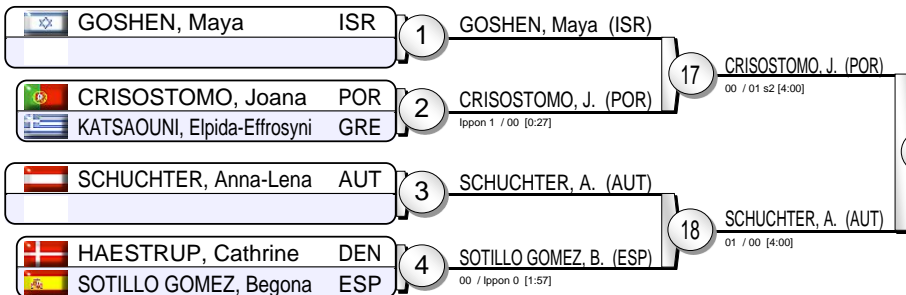 GOSHEN, Maya ISR
1
GOSHEN, Maya (ISR)
17
CRISOSTOMO, J. (POR)
00 / 01 s2 [4:00]
CRISOSTOMO, Joana POR
KATSAOUNI, Elpida-Effrosyni GRE
2
CRISOSTOMO, J. (POR)
Ippon 1 / 00 [0:27]
SCHUCHTER, Anna-Lena AUT
3
SCHUCHTER, A. (AUT)
18
SCHUCHTER, A. (AUT)
01 / 00 [4:00]
HAESTRUP, Cathrine DEN
SOTILLO GOMEZ, Begona ESP
4
SOTILLO GOMEZ, B. (ESP)
00 / Ippon 0 [1:57]